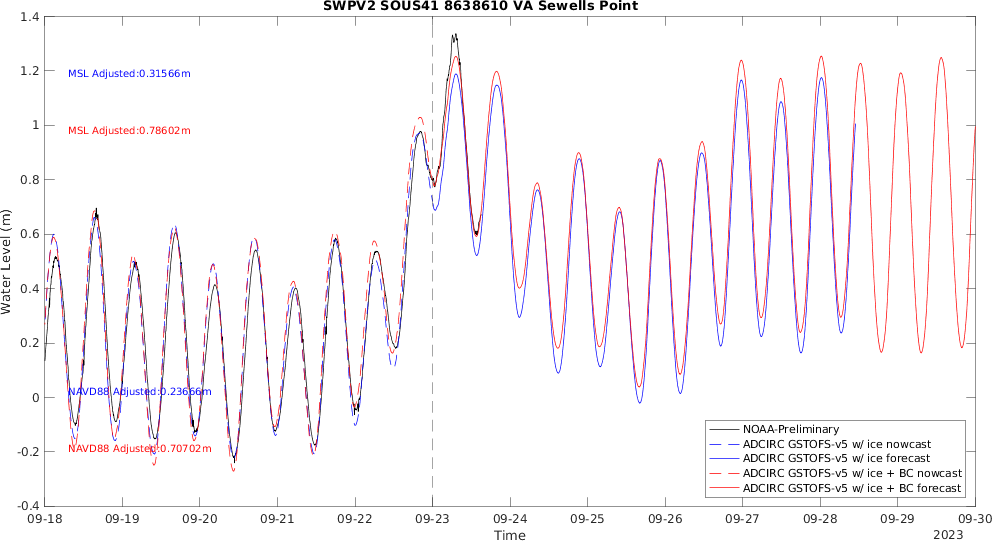 SWPV2 SOUS41 8638610 VA Sewells Point
1.4
1.2
1
0.8
0.6
0.4
0.2
0
-0.2
-0.4
Water Level (m)
MSL Adjusted:0.31566m
MSL Adjusted:0.78602m
NAVD88 Adjusted:0.23666m
NAVD88 Adjusted:0.70702m
NOAA-Preliminary
ADCIRC GSTOFS-v5 w/ ice nowcast
ADCIRC GSTOFS-v5 w/ ice forecast
ADCIRC GSTOFS-v5 w/ ice + BC nowcast
ADCIRC GSTOFS-v5 w/ ice + BC forecast
09-18 09-19 09-20 09-21 09-22 09-23 09-24 09-25 09-26 09-27 09-28 09-29 09-30
Time
2023